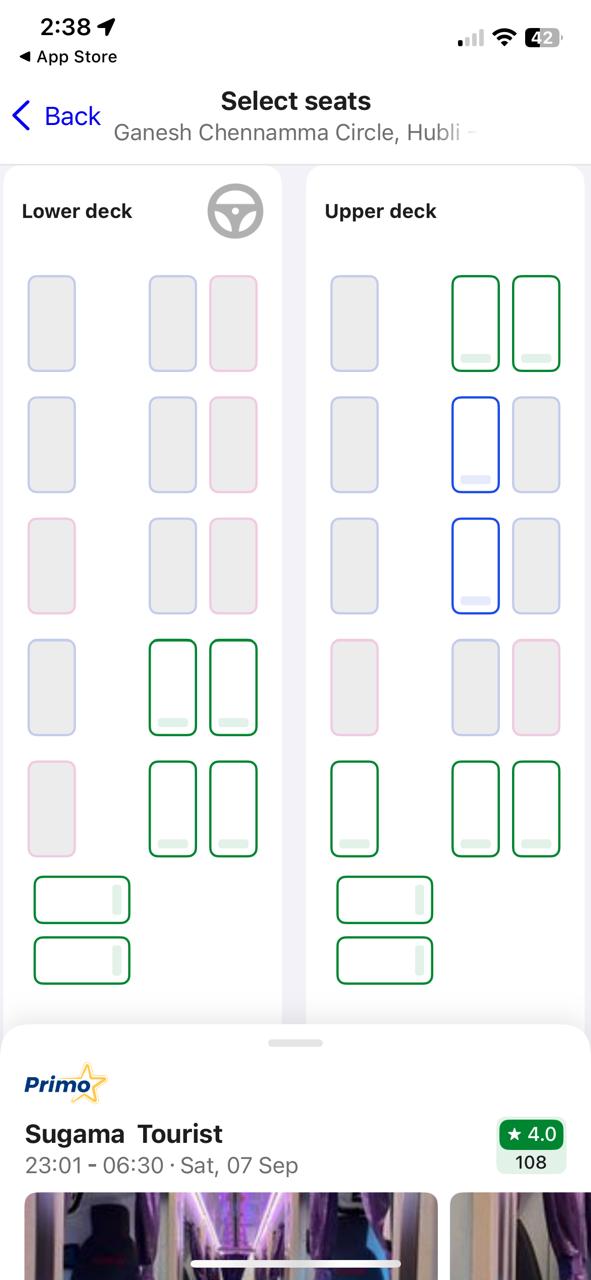 2:38
42
App Store
Back
Select seats
Ganesh Chennamma Circle, Hubli -
Lower deck
Upper deck
Primo
Sugama Tourist
4.0
23:01 - 06:30 · Sat, 07 Sep
108